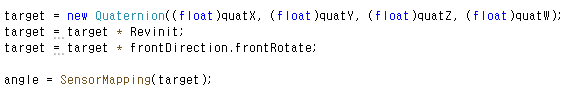 target = new Quaternion((float)quatX, (float)quatY, (float)quatZ, (float)quatW);
target = target * Revinit;
target = target * frontDirection.frontRotate;
angle = SensorMapping(target);